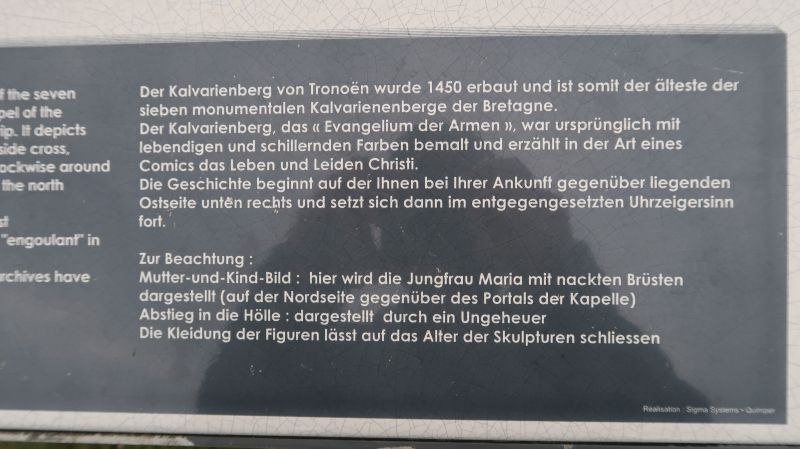 f the seven
pel of the
ip. It depicts
side cross,
ockwise around
the north
st
"engoulant" in
rchives have
Der Kalvarienberg von Tronoën wurde 1450 erbaut und ist somit der älteste der
sieben monumentalen Kalvarienenberge der Bretagne.
Der Kalvarienberg, das « Evangelium der Armen », war ursprünglich mit
lebendigen und schillernden Farben bemalt und erzählt in der Art eines
Comics das Leben und Leiden Christi.
Die Geschichte beginnt auf der Ihnen bei Ihrer Ankunft gegenüber liegenden
Ostseite unten rechts und setzt sich dann im entgegengesetzten Uhrzeigersinn
fort.
Zur Beachtung :
Mutter-und-Kind-Bild : hier wird die Jungfrau Maria mit nackten Brüsten
dargestellt (auf der Nordseite gegenüber des Portals der Kapelle)
Abstieg in die Hölle : dargestellt durch ein Ungeheuer
Die Kleidung der Figuren lässt auf das Alter der Skulpturen schliessen
Réalisation : Sigma Systems - Quimper